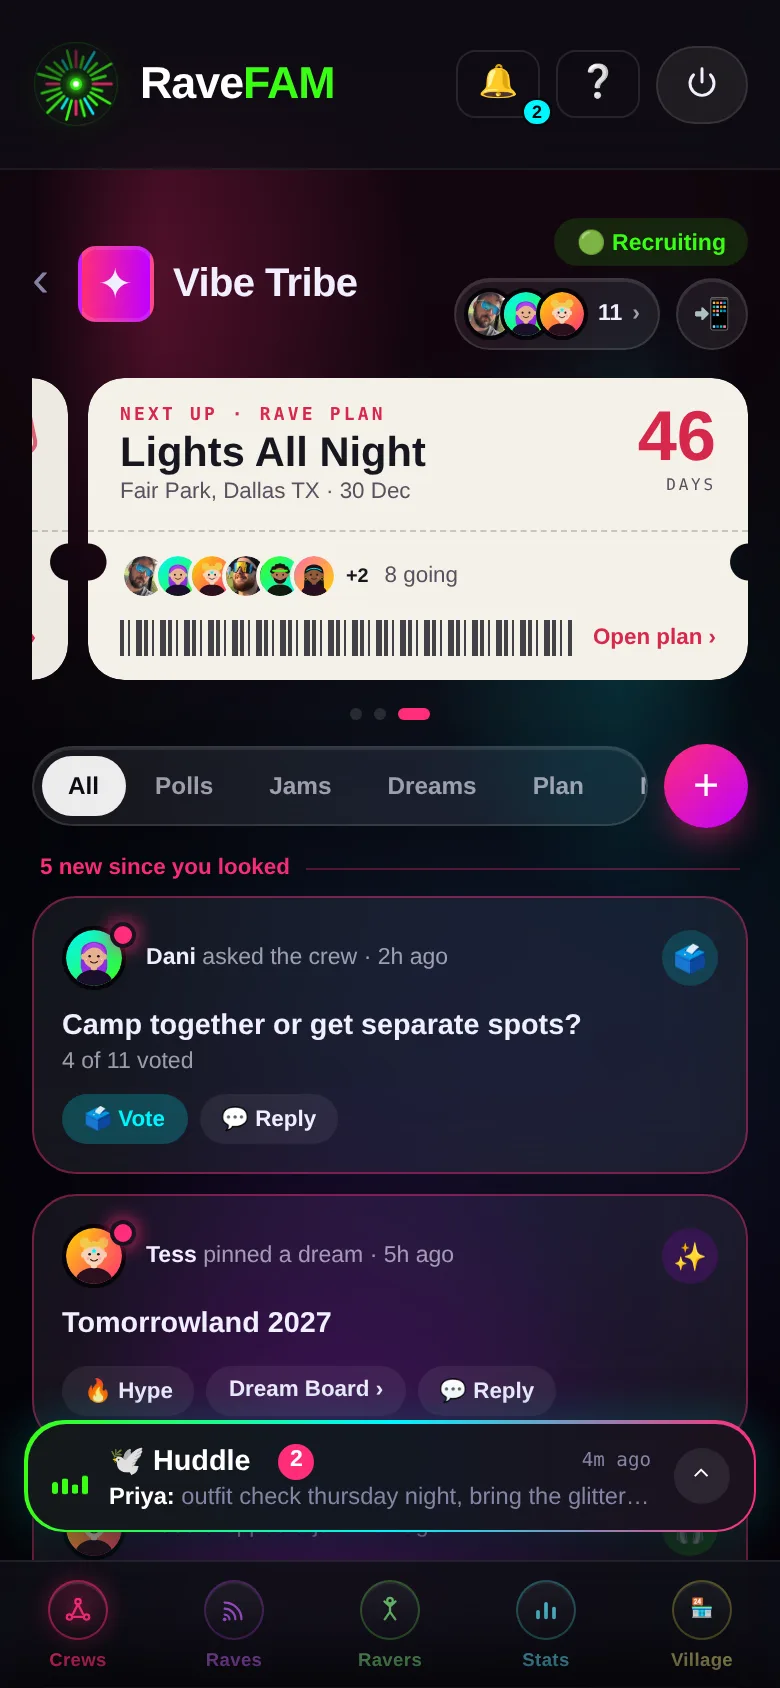 RaveFAM
2
Recruiting
Vibe Tribe
11 ›
NEXT UP · RAVE PLAN
Lights All Night
Fair Park, Dallas TX · 30 Dec
46
DAYS
+2 8 going
Open plan ›
All Polls Jams Dreams Plan
5 new since you looked
Dani asked the crew · 2h ago
Camp together or get separate spots?
4 of 11 voted
Vote
Reply
Tess pinned a dream · 5h ago
Tomorrowland 2027
Hype
Dream Board ›
Reply
Huddle 2
4m ago
Priya: outfit check thursday night, bring the glitter…
Crews Raves Ravers Stats Village